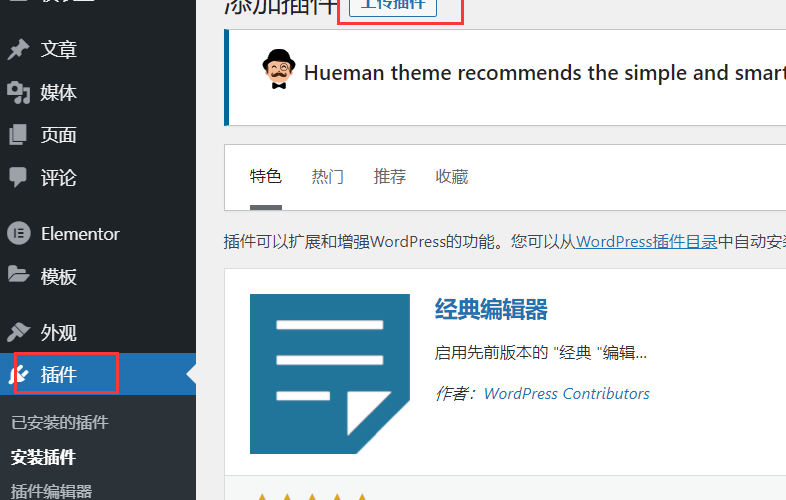 添加插件 上传插件
文章
媒体
页面
评论
Elementor
模板
外观
插件
已安装的插件
安装插件
插件编辑器
Hueman theme recommends the simple and smart
特色 热门 推荐 收藏
插件可以扩展和增强WordPress的功能。您可以从WordPress插件目录中自动安装
经典编辑器
启用先前版本的 "经典 "编辑...
作者：WordPress Contributors